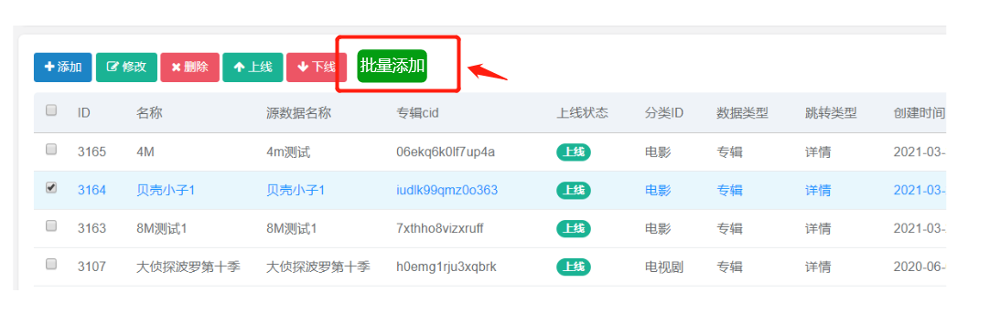 添加 修改 删除 上线 下线 批量添加
ID 名称 源数据名称 专辑cid 上线状态 分类ID 数据类型 跳转类型 创建时间
3165 4M 4m测试 06ekq6k0lf7up4a 上线 电影 专辑 详情 2021-03-
3164 贝壳小子1 贝壳小子1 iudlk99qmz0o363 上线 电影 专辑 详情 2021-03-
3163 8M测试1 8M测试1 7xthho8vizxruff 上线 电影 专辑 详情 2021-03-
3107 大侦探波罗第十季 大侦探波罗第十季 h0emg1rju3xqbrk 上线 电视剧 专辑 详情 2020-06-